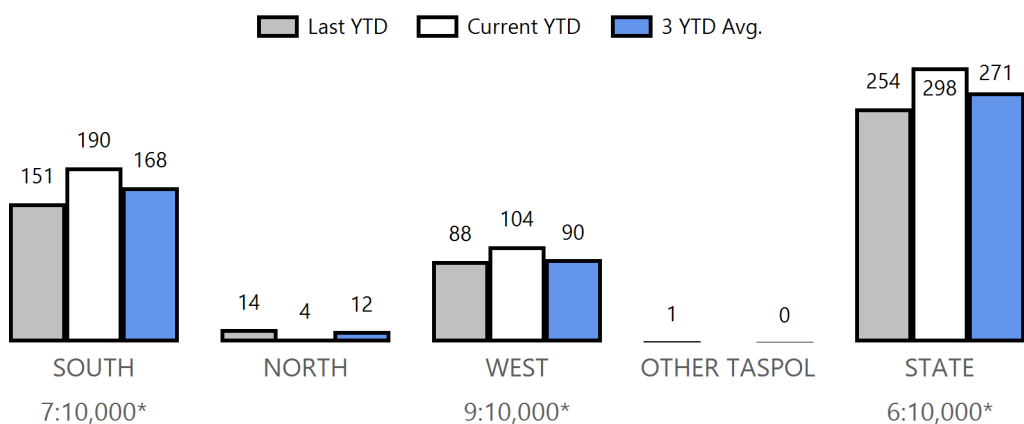 Last YTD Current YTD 3 YTD Avg.
254 298 271
190
151 168
88 104 90
14 4 12
1 0
SOUTH NORTH WEST OTHER TASPOL STATE
7:10,000* 9:10,000* 6:10,000*